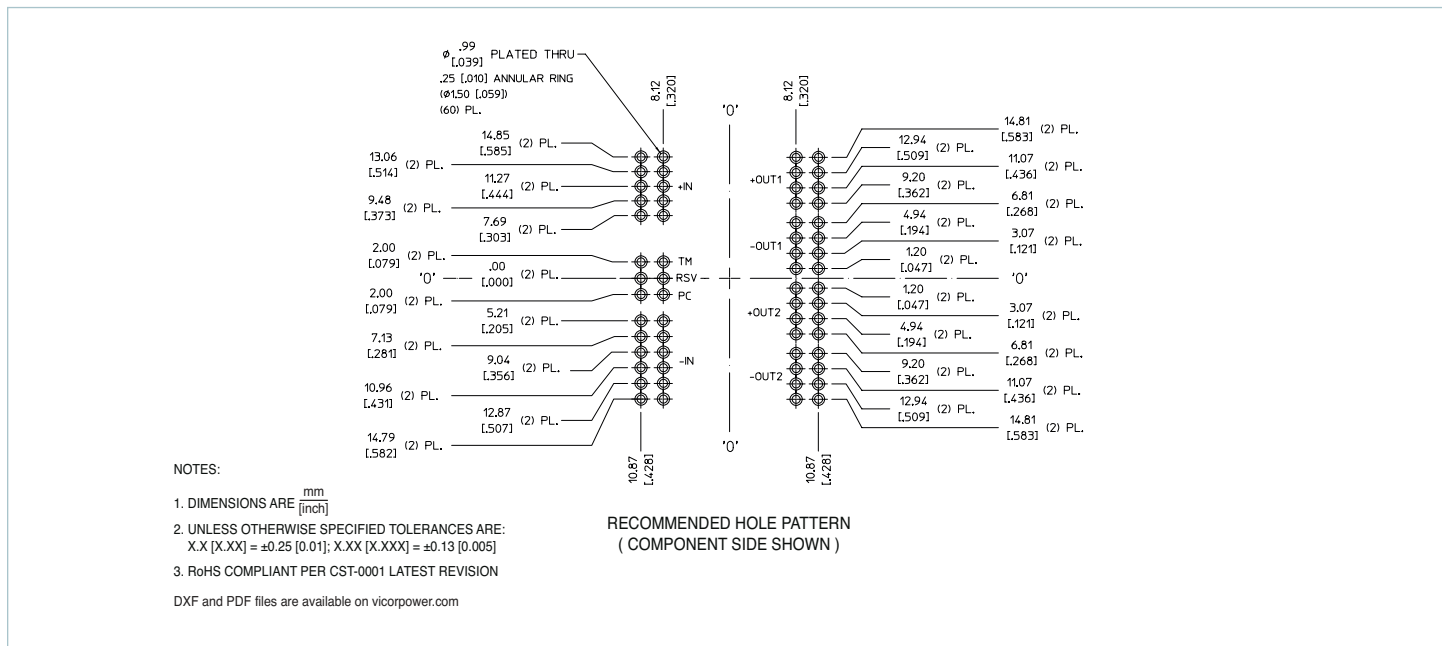 ø .99 PLATED THRU
[.039]
.25 [.010] ANNULAR RING
(ø1.50 [.059])
(60) PL.
8.12
[.320]
'0'
8.12
[.320]
14.85
[.585] (2) PL.
13.06
[.514] (2) PL.
11.27
[.444] (2) PL.
9.48
[.373] (2) PL.
7.69
[.303] (2) PL.
2.00
[.079] (2) PL.
'0'
.00
[.000] (2) PL.
2.00
[.079] (2) PL.
5.21
[.205] (2) PL.
7.13
[.281] (2) PL.
9.04
[.356] (2) PL.
10.96
[.431] (2) PL.
12.87
[.507] (2) PL.
14.79
[.582] (2) PL.
+IN
TM
RSV
PC
-IN
10.87
[.428]
'0'
+OUT1
-OUT1
+OUT2
-OUT2
10.87
[.428]
14.81
[.583] (2) PL.
12.94
[.509] (2) PL.
11.07
[.436] (2) PL.
9.20
[.362] (2) PL.
6.81
[.268] (2) PL.
4.94
[.194] (2) PL.
3.07
[.121] (2) PL.
1.20
[.047] (2) PL.
'0'
1.20
[.047] (2) PL.
3.07
[.121] (2) PL.
4.94
[.194] (2) PL.
6.81
[.268] (2) PL.
9.20
[.362] (2) PL.
11.07
[.436] (2) PL.
12.94
[.509] (2) PL.
14.81
[.583] (2) PL.
RECOMMENDED HOLE PATTERN
( COMPONENT SIDE SHOWN )
NOTES:
1. DIMENSIONS ARE mm
[inch]
2. UNLESS OTHERWISE SPECIFIED TOLERANCES ARE:
X.X [X.XX] = ±0.25 [0.01]; X.XX [X.XXX] = ±0.13 [0.005]
3. RoHS COMPLIANT PER CST-0001 LATEST REVISION
DXF and PDF files are available on vicorpower.com